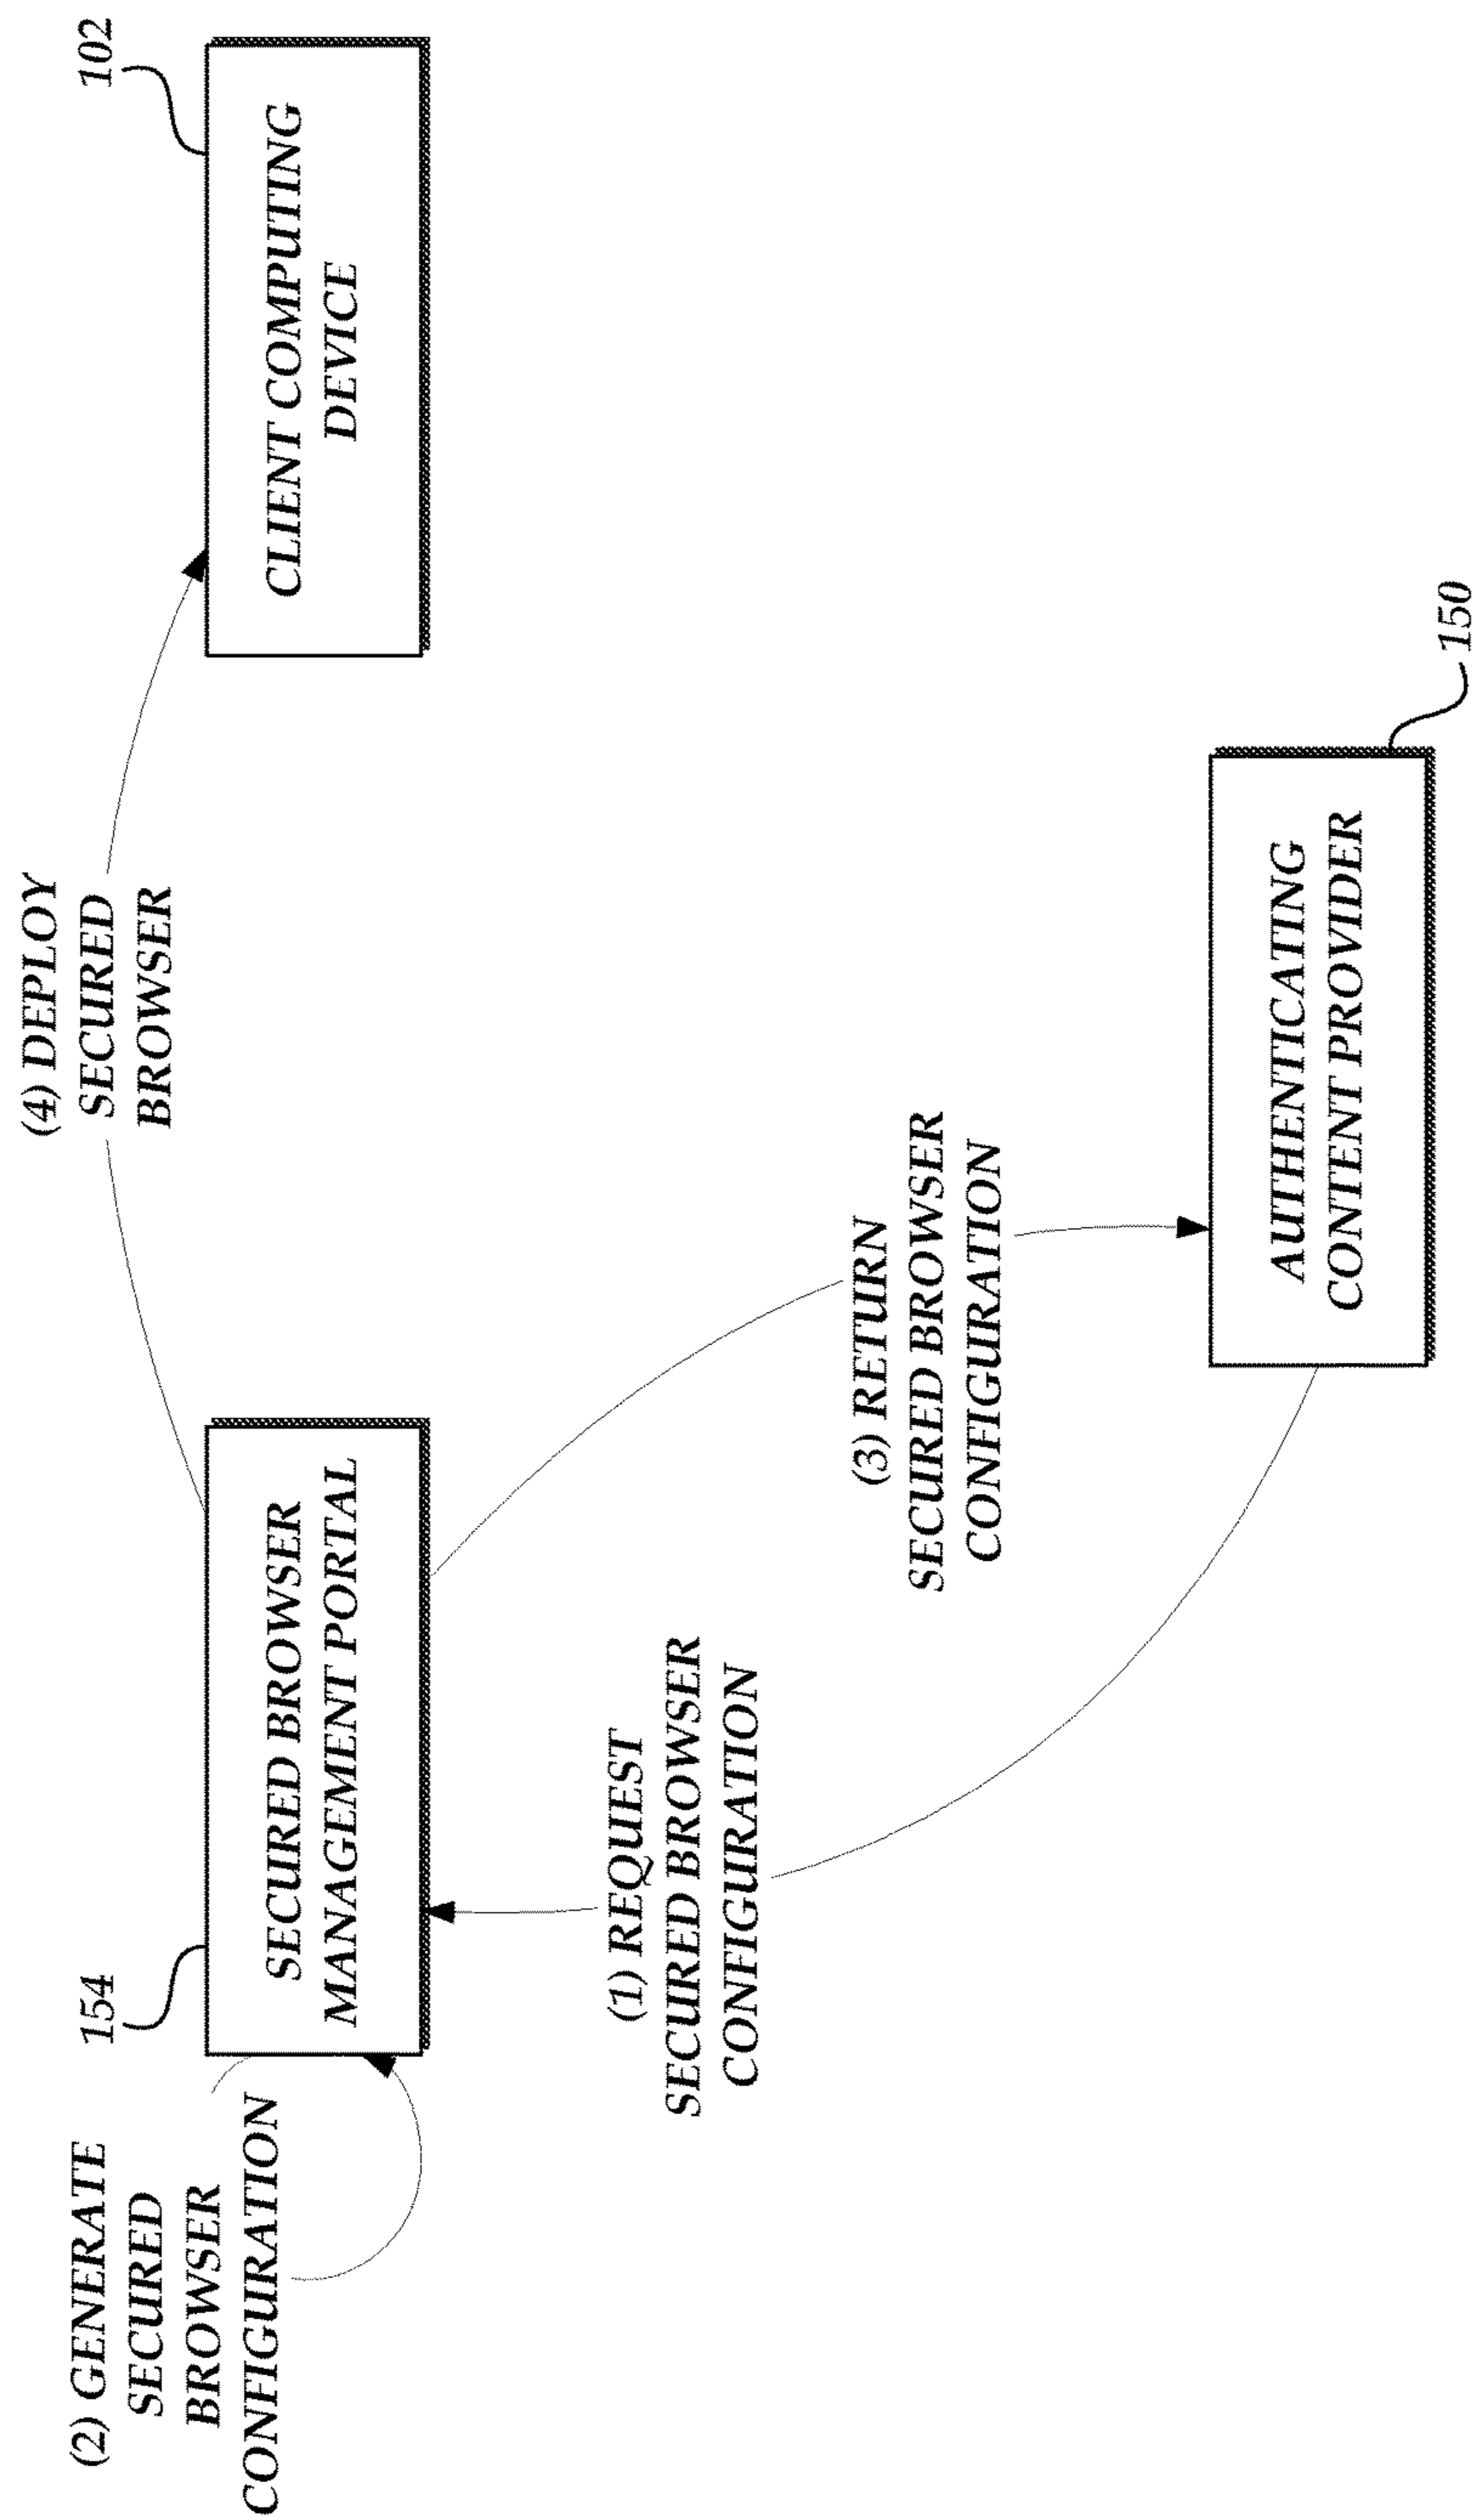 (2) GENERATE
SECURED
BROWSER
CONFIGURATION
154
SECURED BROWSER
MANAGEMENT PORTAL
(4) DEPLOY
SECURED
BROWSER
102
CLIENT COMPUTING
DEVICE
(1) REQUEST
SECURED BROWSER
CONFIGURATION
(3) RETURN
SECURED BROWSER
CONFIGURATION
AUTHENTICATING
CONTENT PROVIDER
150